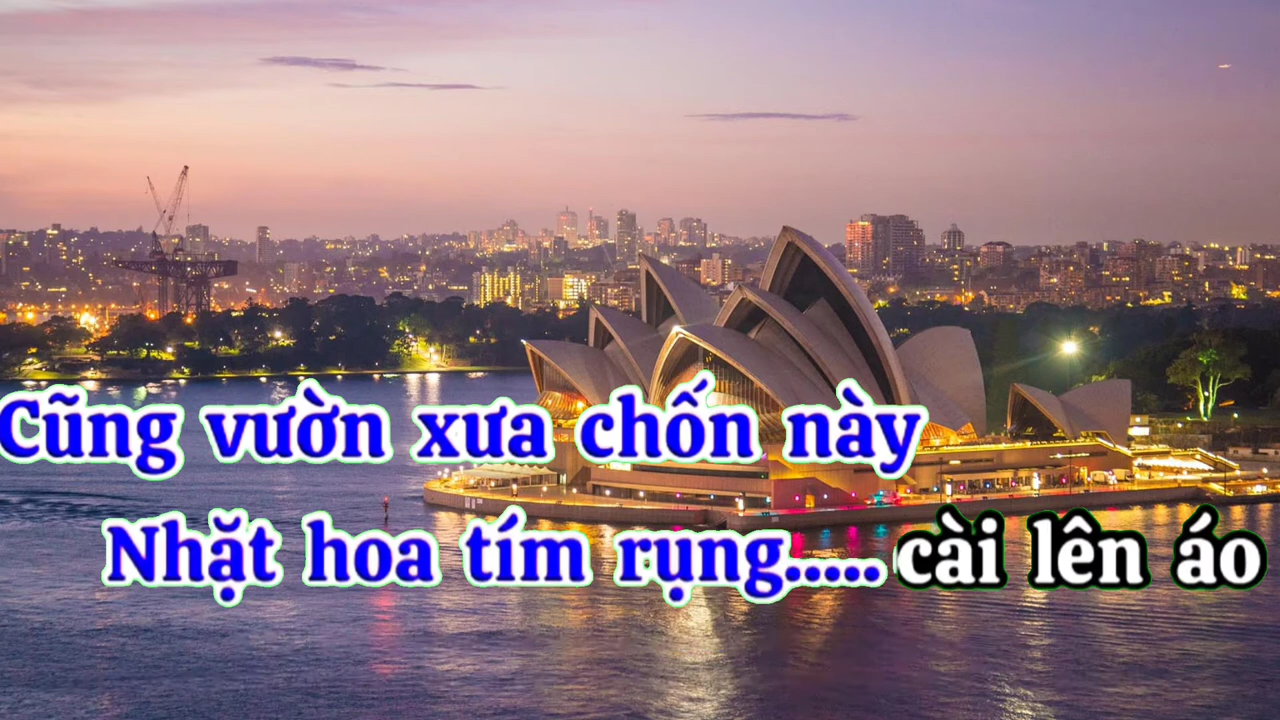 Cũng vườn xưa chốn này
Nhặt hoa tím rụng..... cài lên áo